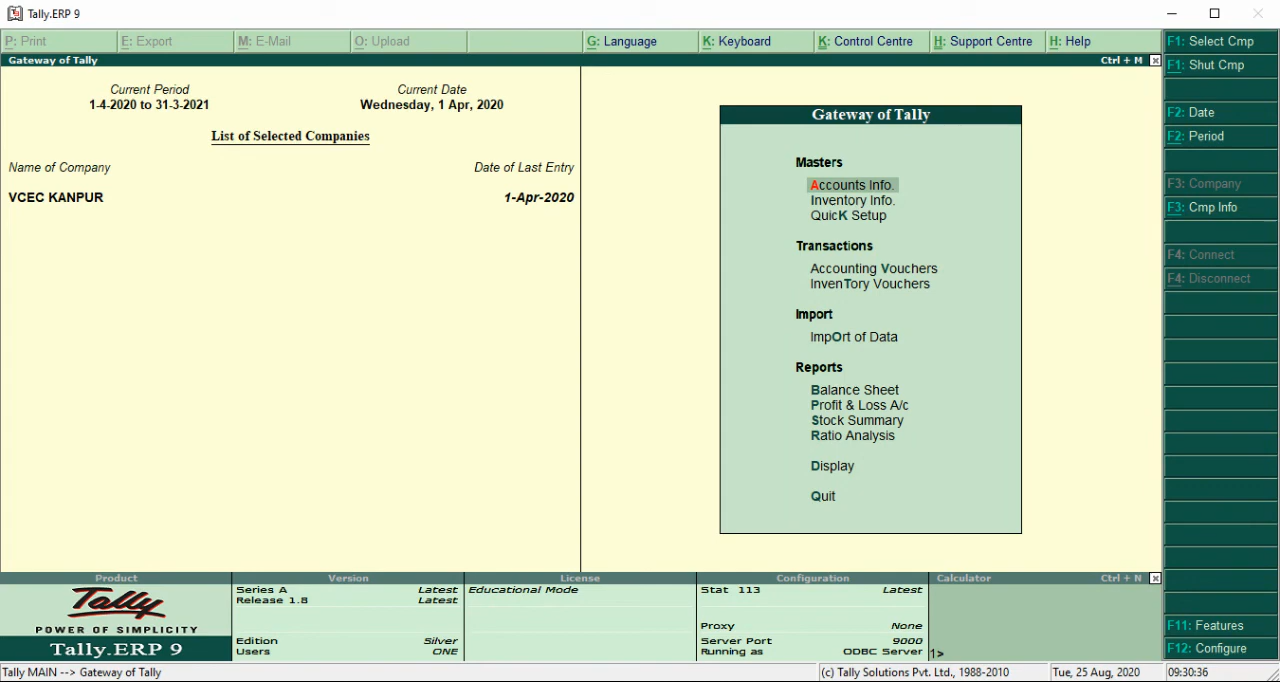 Tally.ERP 9
P: Print E: Export M: E-Mail O: Upload G: Language K: Keyboard K: Control Centre H: Support Centre H: Help
Gateway of Tally Ctrl + M x
Current Period Current Date
1-4-2020 to 31-3-2021 Wednesday, 1 Apr, 2020
List of Selected Companies
Name of Company Date of Last Entry
VCEC KANPUR 1-Apr-2020
Gateway of Tally
Masters
Accounts Info.
Inventory Info.
QuicK Setup
Transactions
Accounting Vouchers
InvenTory Vouchers
Import
ImpOrt of Data
Reports
Balance Sheet
Profit & Loss A/c
Stock Summary
Ratio Analysis
Display
Quit
F1: Select Cmp
F1: Shut Cmp
F2: Date
F2: Period
F3: Company
F3: Cmp Info
F4: Connect
F4: Disconnect
F11: Features
F12: Configure
Product Version License Configuration Calculator Ctrl + N x
Tally
POWER OF SIMPLICITY
Tally.ERP 9
Series A Latest
Release 1.8 Latest
Edition Silver
Users ONE
Educational Mode
Stat 113 Latest
Proxy None
Server Port 9000
Running as ODBC Server
1>
Tally MAIN --> Gateway of Tally (c) Tally Solutions Pvt. Ltd., 1988-2010 Tue, 25 Aug, 2020 09:30:36